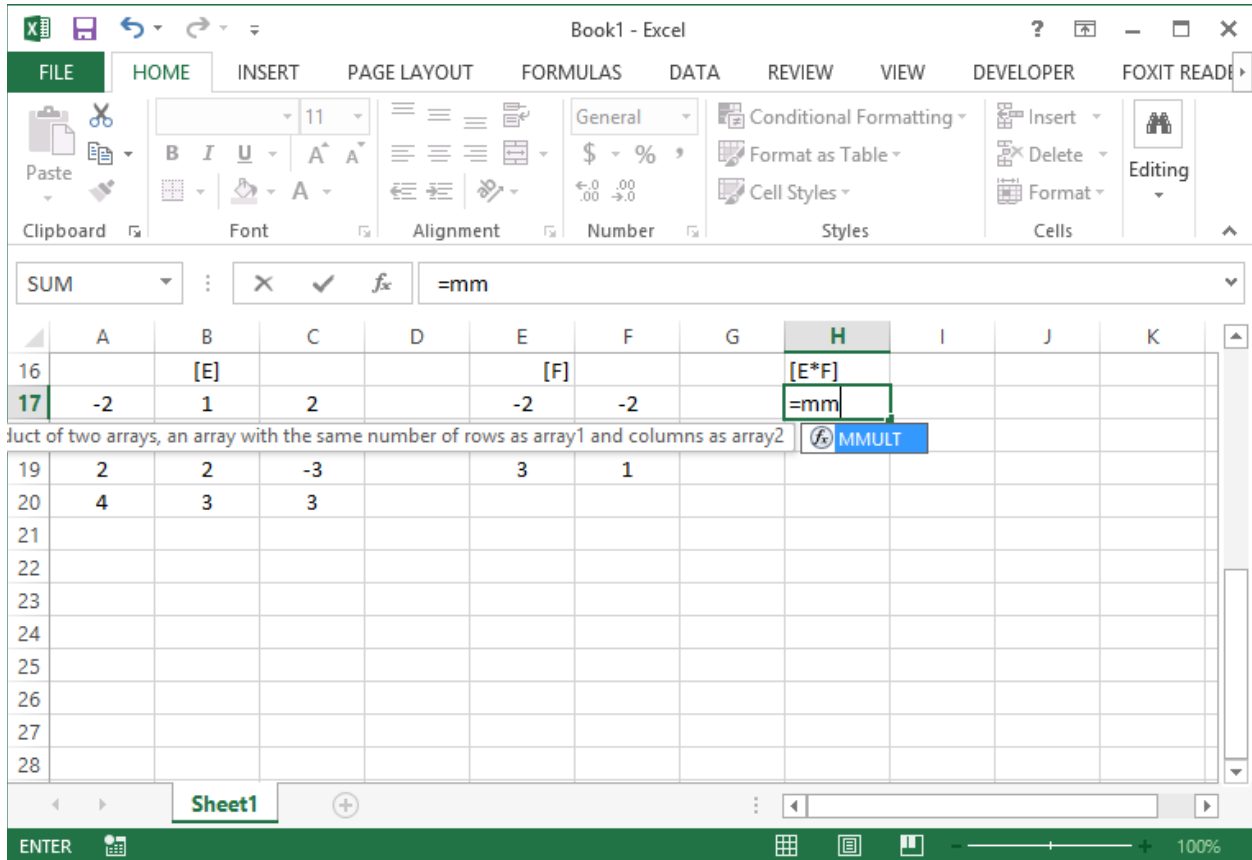 Book1 - Excel
?
FILE HOME INSERT PAGE LAYOUT FORMULAS DATA REVIEW VIEW DEVELOPER FOXIT READE
Paste
11
B I U A A
A
General
$ % ,
.00
Conditional Formatting
Format as Table
Cell Styles
Insert
Delete
Format
Editing
Clipboard Font Alignment Number Styles Cells
SUM fx =mm
A B C D E F G H I J K
16 [E] [F] [E*F]
17 -2 1 2 -2 -2 =mm
duct of two arrays, an array with the same number of rows as array1 and columns as array2 fx MMULT
19 2 2 -3 3 1
20 4 3 3
21
22
23
24
25
26
27
28
Sheet1
ENTER 100%